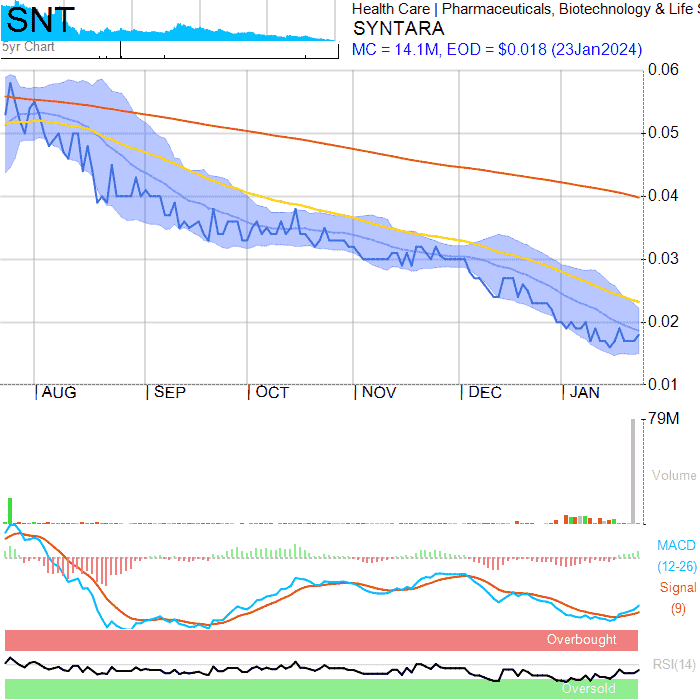 SNT
5yr Chart
Health Care | Pharmaceuticals, Biotechnology & Life S
SYNTARA
MC = 14.1M, EOD = $0.018 (23Jan2024)
0.06
0.05
0.04
0.03
0.02
0.01
AUG SEP OCT NOV DEC JAN
79M
Volume
MACD
(12-26)
Signal
(9)
Overbought
RSI(14)
Oversold